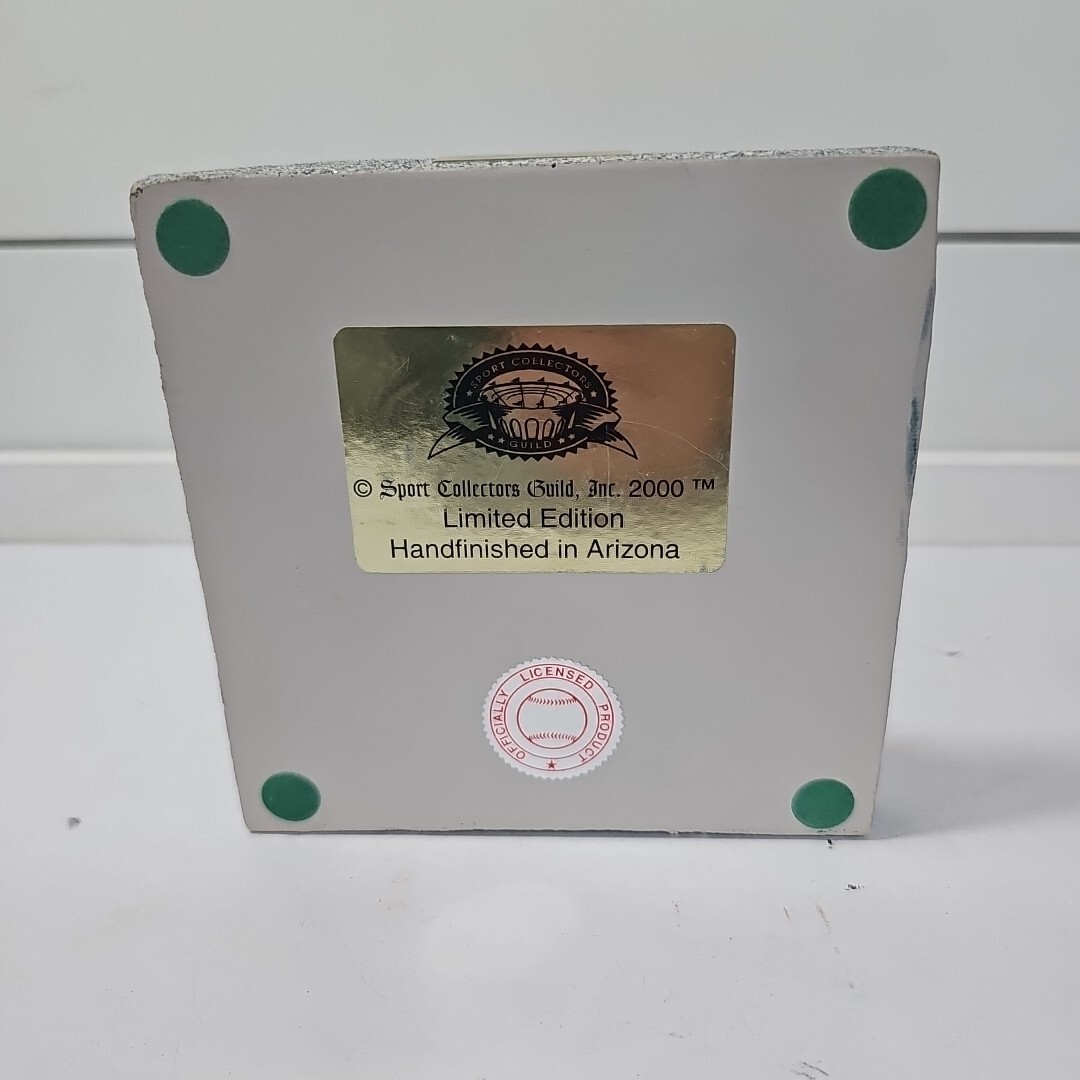 SPORT COLLECTORS
GUILD
© Sport Collectors Guild, Inc. 2000 ™
Limited Edition
Handfinished in Arizona
OFFICIALLY LICENSED PRODUCT